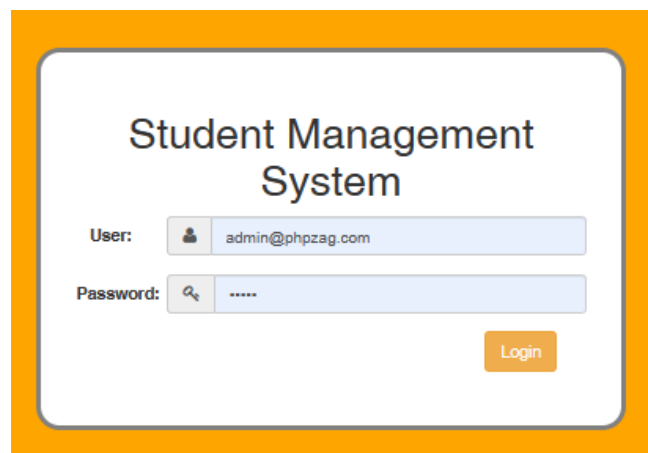 Student Management
System
User: admin@phpzag.com
Password: •••••
Login